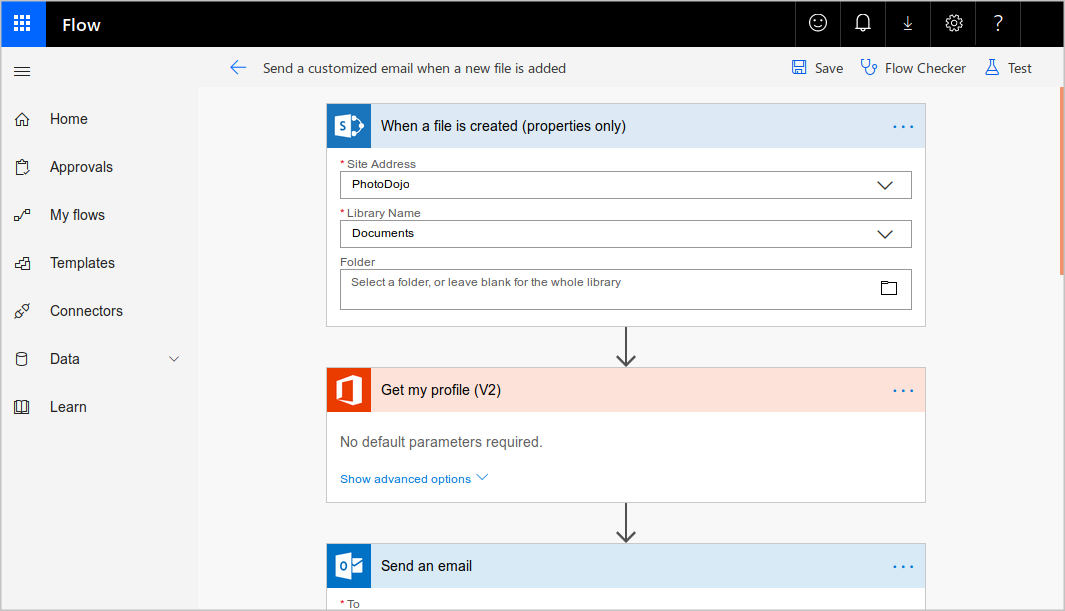 Flow
?
Send a customized email when a new file is added
Save
Flow Checker
Test
Home
Approvals
My flows
Templates
Connectors
Data
Learn
S
When a file is created (properties only)
...
* Site Address
PhotoDojo
* Library Name
Documents
Folder
Select a folder, or leave blank for the whole library
Get my profile (V2)
...
No default parameters required.
Show advanced options
o
Send an email
...
* To